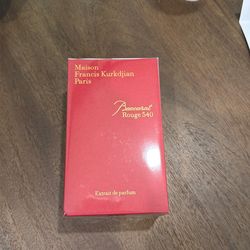 Maison
Francis Kurkdjian
Paris
Baccarat
Rouge 540
Extrait de parfum